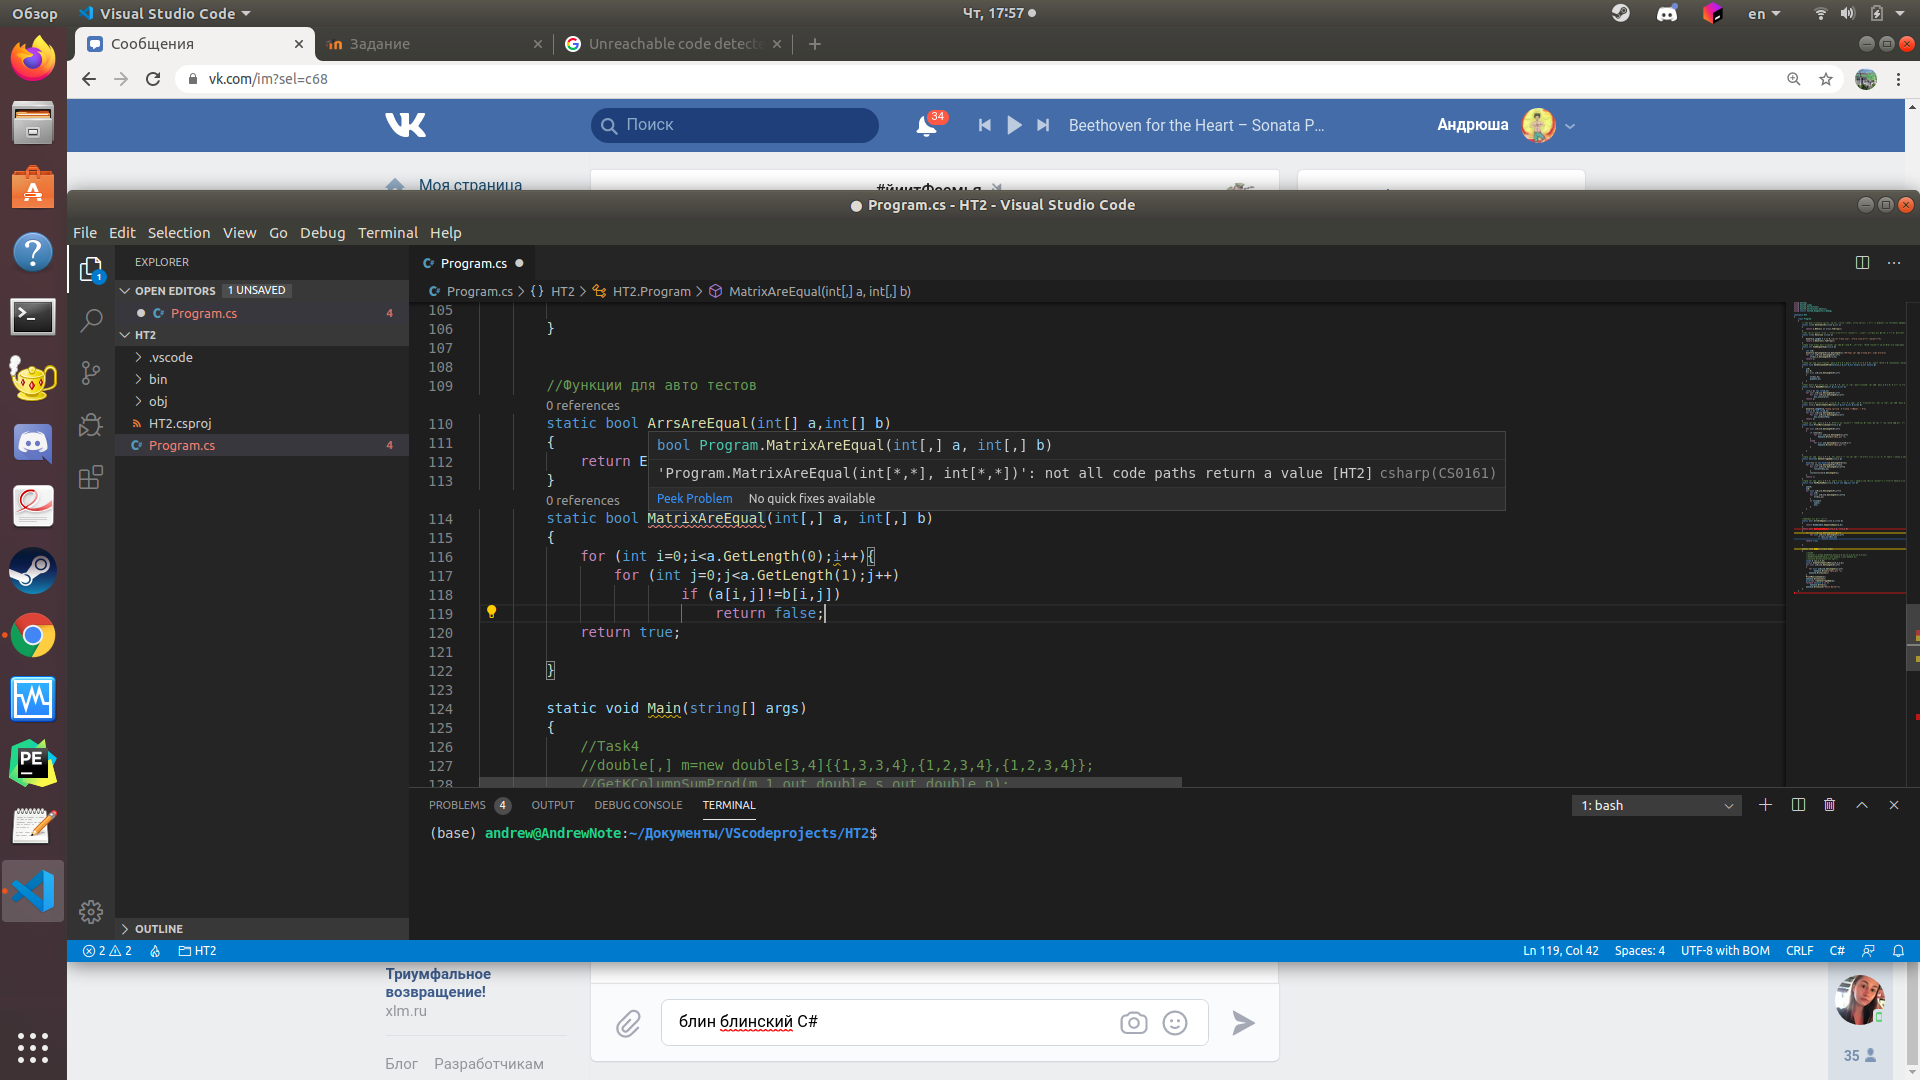 Обзор
Visual Studio Code
Чт, 17:57
en
Сообщения
Задание
Unreachable code detecte
vk.com/im?sel=c68
Поиск
34
Beethoven for the Heart – Sonata P...
Андрюша
Моя страница
Program.cs - HT2 - Visual Studio Code
File Edit Selection View Go Debug Terminal Help
EXPLORER
OPEN EDITORS 1 UNSAVED
Program.cs 4
HT2
.vscode
bin
obj
HT2.csproj
Program.cs 4
OUTLINE
1
Program.cs
Program.cs > {} HT2 > HT2.Program > MatrixAreEqual(int[,] a, int[,] b)
105
106 }
107
108
109 //Функции для авто тестов
0 references
110 static bool ArrsAreEqual(int[] a,int[] b)
111 {
bool Program.MatrixAreEqual(int[,] a, int[,] b)
112 return E
'Program.MatrixAreEqual(int[*,*], int[*,*])': not all code paths return a value [HT2] csharp(CS0161)
113 }
Peek Problem No quick fixes available
0 references
114 static bool MatrixAreEqual(int[,] a, int[,] b)
115 {
116 for (int i=0;i<a.GetLength(0);i++){
117 for (int j=0;j<a.GetLength(1);j++)
118 if (a[i,j]!=b[i,j])
119 return false;
120 return true;
121
122 }
123
124 static void Main(string[] args)
125 {
126 //Task4
127 //double[,] m=new double[3,4]{{1,3,3,4},{1,2,3,4},{1,2,3,4}};
128 //GetKColumnSumProd(m,1,out double s,out double p);
PROBLEMS 4 OUTPUT DEBUG CONSOLE TERMINAL
1: bash
(base) andrew@AndrewNote:~/Документы/VScodeprojects/HT2$
2 2 HT2
Ln 119, Col 42 Spaces: 4 UTF-8 with BOM CRLF C#
Триумфальное
возвращение!
xlm.ru
блин блинский C#
Блог Разработчикам
35